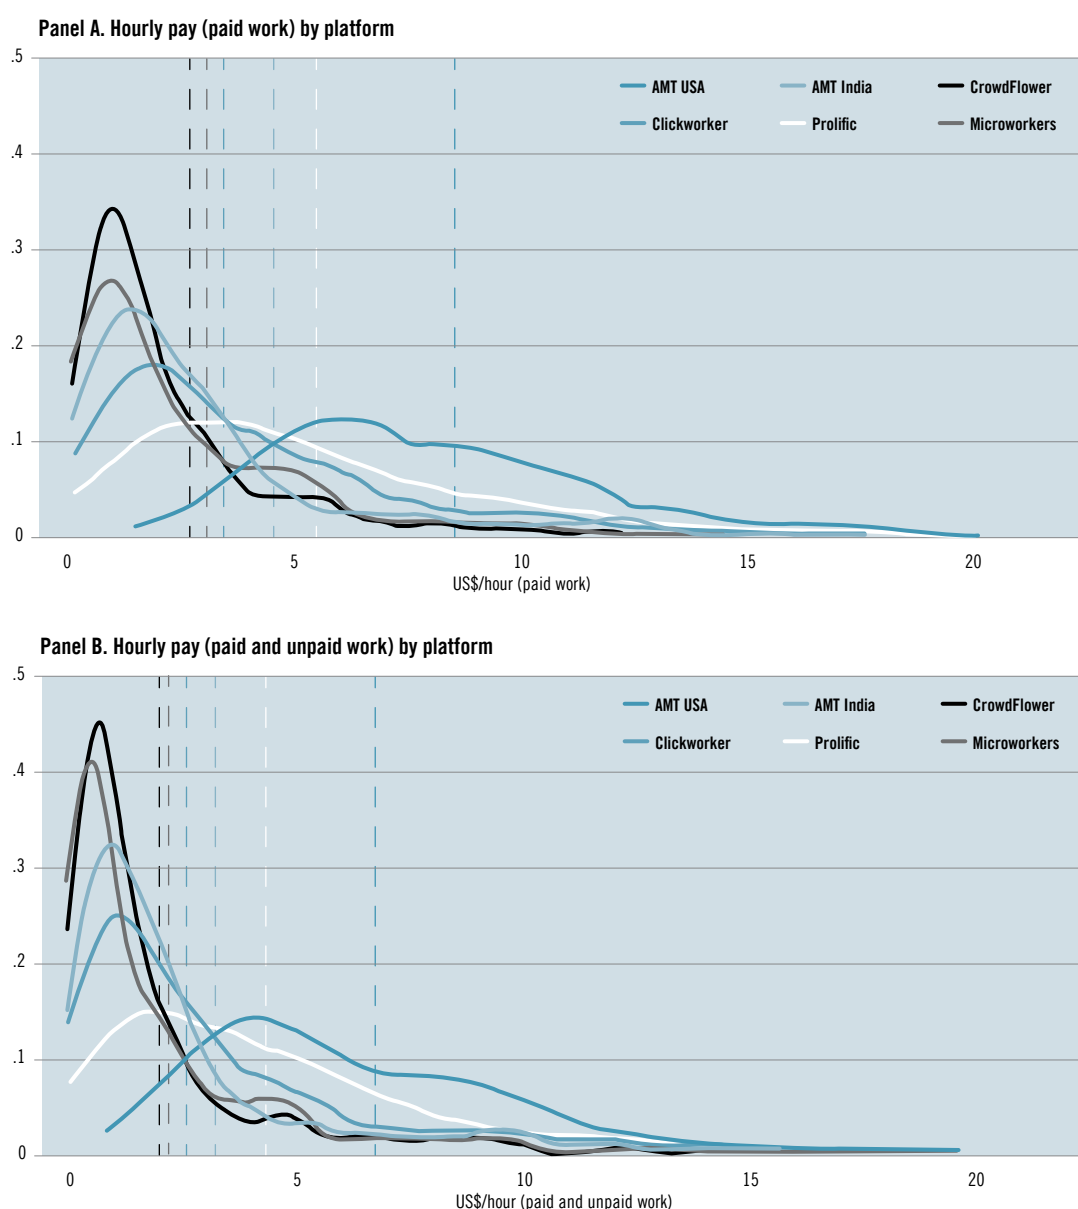 Panel A. Hourly pay (paid work) by platform
.5
AMT USA AMT India CrowdFlower
Clickworker Prolific Microworkers
.4
.3
.2
.1
0
0 5 10 15 20
US$/hour (paid work)
Panel B. Hourly pay (paid and unpaid work) by platform
.5
AMT USA AMT India CrowdFlower
Clickworker Prolific Microworkers
.4
.3
.2
.1
0
0 5 10 15 20
US$/hour (paid and unpaid work)